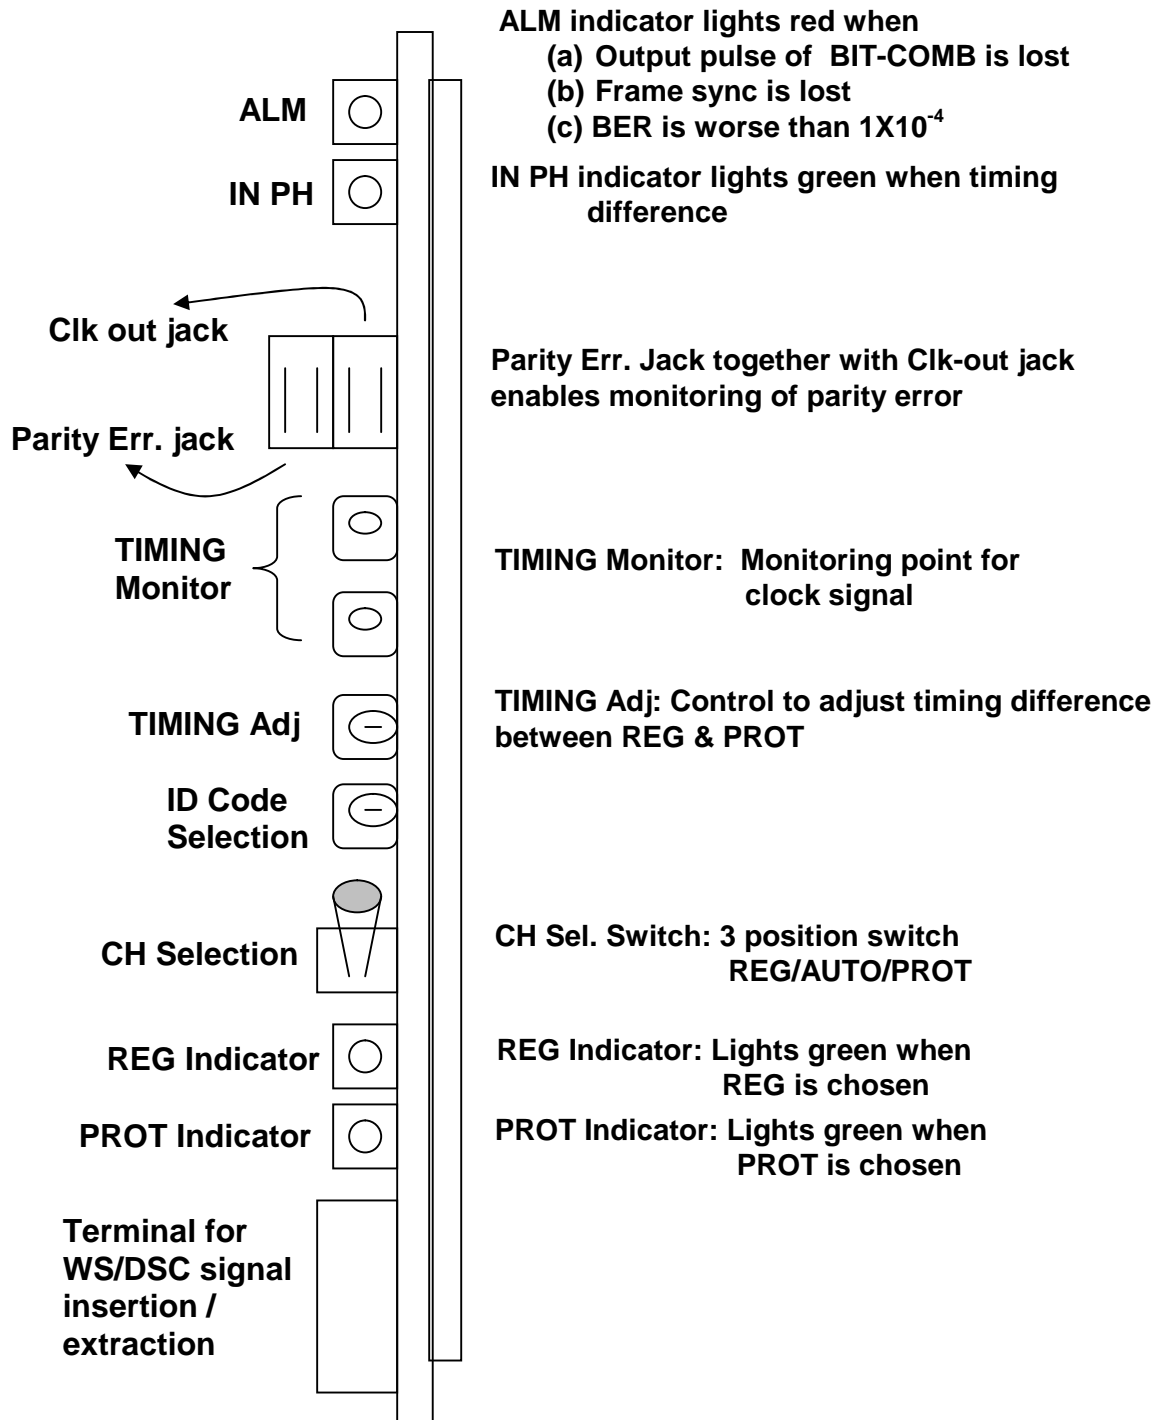 ALM indicator lights red when
(a) Output pulse of BIT-COMB is lost
(b) Frame sync is lost
(c) BER is worse than 1X10⁻⁴
ALM
IN PH
IN PH indicator lights green when timing
difference
Clk out jack
Parity Err. Jack together with Clk-out jack
enables monitoring of parity error
Parity Err. jack
TIMING
Monitor
TIMING Monitor: Monitoring point for
clock signal
TIMING Adj
TIMING Adj: Control to adjust timing difference
between REG & PROT
ID Code
Selection
CH Selection
CH Sel. Switch: 3 position switch
REG/AUTO/PROT
REG Indicator
REG Indicator: Lights green when
REG is chosen
PROT Indicator
PROT Indicator: Lights green when
PROT is chosen
Terminal for
WS/DSC signal
insertion /
extraction